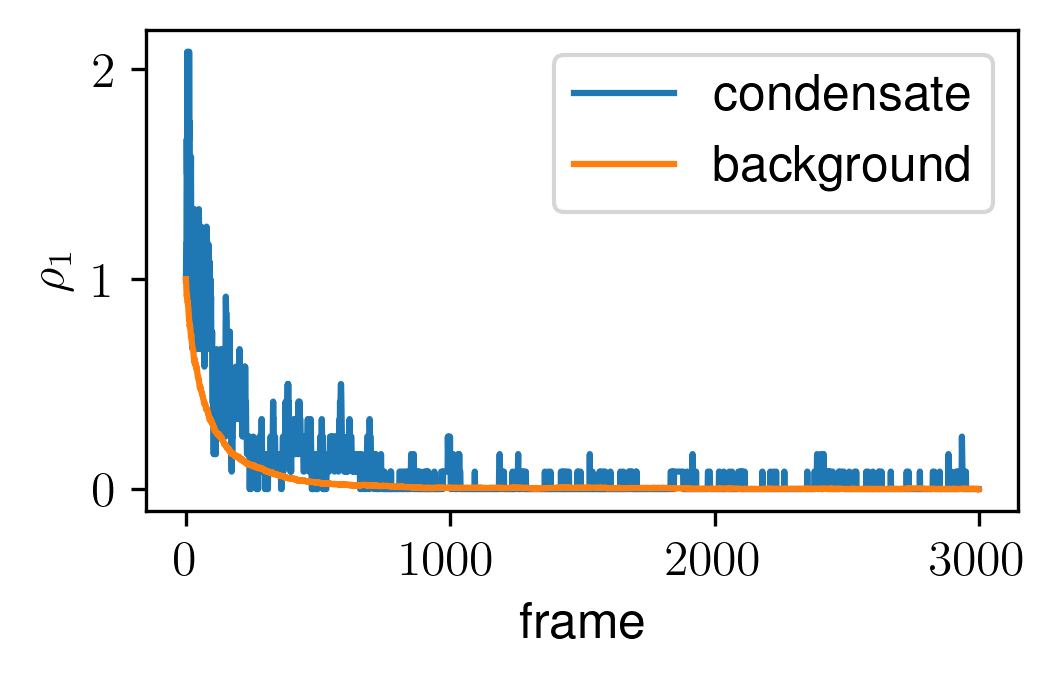 condensate
background
2
1
0
ρ₁
0 1000 2000 3000
frame